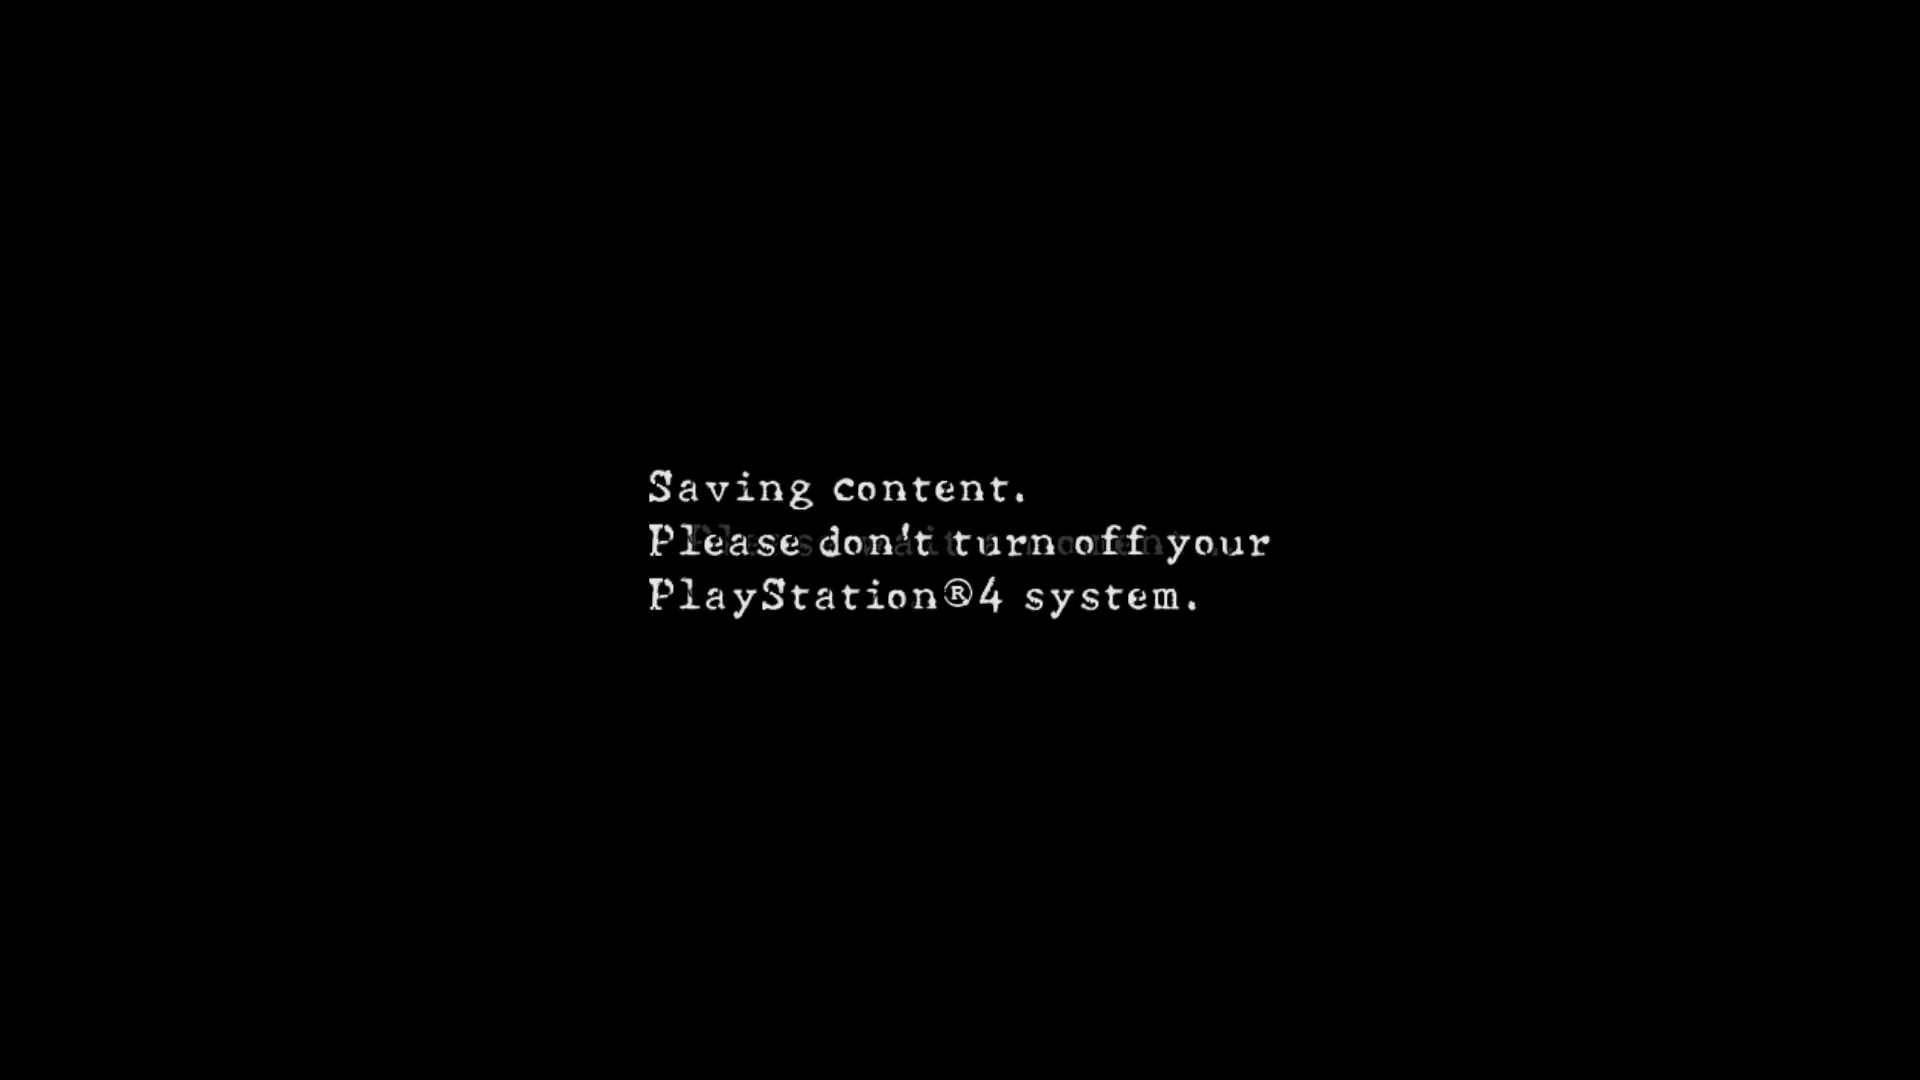 Saving content.
Please don't turn off your
PlayStation®4 system.